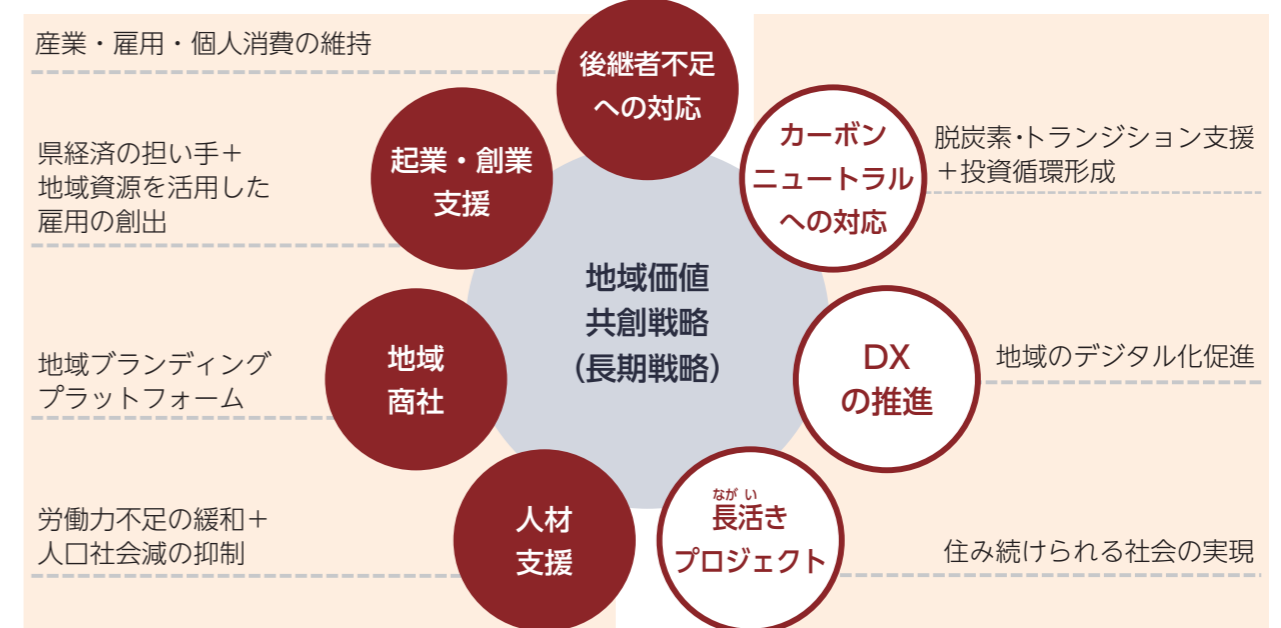 産業・雇用・個人消費の維持
後継者不足
への対応
起業・創業
支援
県経済の担い手＋
地域資源を活用した
雇用の創出
カーボン
ニュートラル
への対応
脱炭素・トランジション支援
＋投資循環形成
地域価値
共創戦略
（長期戦略）
地域
商社
地域ブランディング
プラットフォーム
DX
の推進
地域のデジタル化促進
人材
支援
労働力不足の緩和＋
人口社会減の抑制
ながい
長活き
プロジェクト
住み続けられる社会の実現